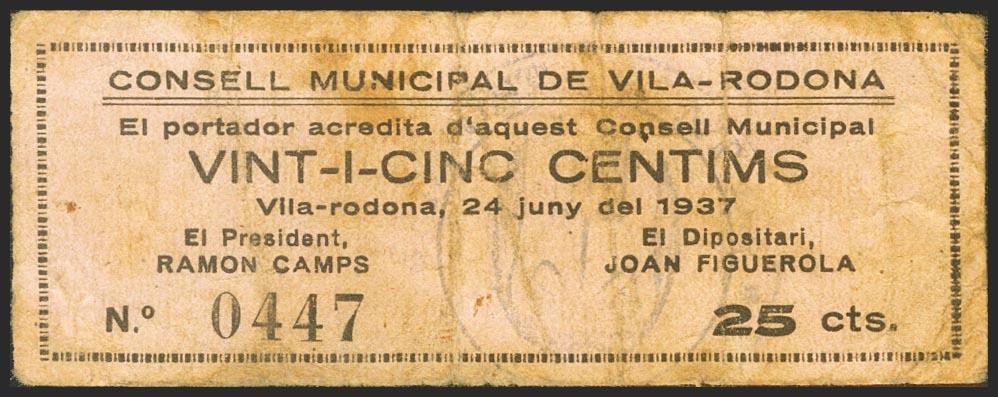 CONSELL MUNICIPAL DE VILA-RODONA
El portador acredita d'aquest Consell Municipal
VINT-I-CINC CENTIMS
Vila-rodona, 24 juny del 1937
El President,
RAMON CAMPS
El Dipositari,
JOAN FIGUEROLA
N.º 0447
25 cts.